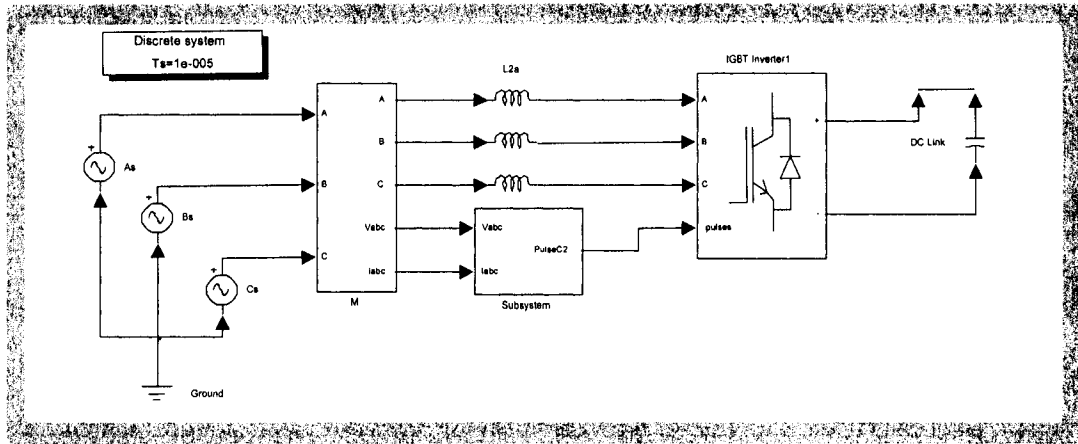 Discrete system
Ts=1e-005
As
Bs
Cs
Ground
A
B
C
A
B
C
Vabc
Iabc
M
L2a
Vabc
Iabc
PulseC2
Subsystem
IGBT Inverter1
A
B
C
pulses
+
-
DC Link
+
+
+